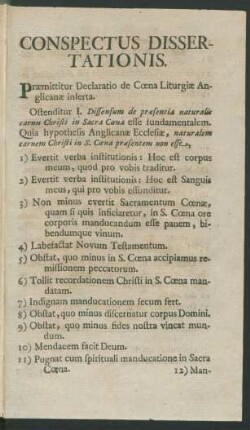 CONSPECTUS DISSER-
TATIONIS.
Præmittitur Declaratio de Cœna Liturgiæ An-
glicanæ inserta.
Ostenditur I. Dissensum de præsentia naturalis
carnis Christi in Sacra Cœna esse fundamentalem.
Quia hypothesis Anglicanæ Ecclesiæ, naturalem
carnem Christi in S. Cœna præsentem non esse,
1) Evertit verba institutionis: Hoc est corpus
meum, quod pro vobis traditur.
2) Evertit verba institutionis: Hoc est Sanguis
meus, qui pro vobis effunditur.
3) Non minus evertit Sacramentum Cœnæ,
quam si quis inficiaretur, in S. Cœna ore
corporis manducandum esse panem, bi-
bendumque vinum.
4) Labefactat Novum Testamentum.
5) Obstat, quo minus in S. Cœna accipiamus re-
missionem peccatorum.
6) Tollit recordationem Christi in S. Cœna man-
datam.
7) Indignam manducationem secum fert.
8) Obstat, quo minus discernatur corpus Domini.
9) Obstat, quo minus fides nostra vincat mun-
dum.
10) Mendacem facit Deum.
11) Pugnat cum spirituali manducatione in Sacra
Cœna. 12) Man-